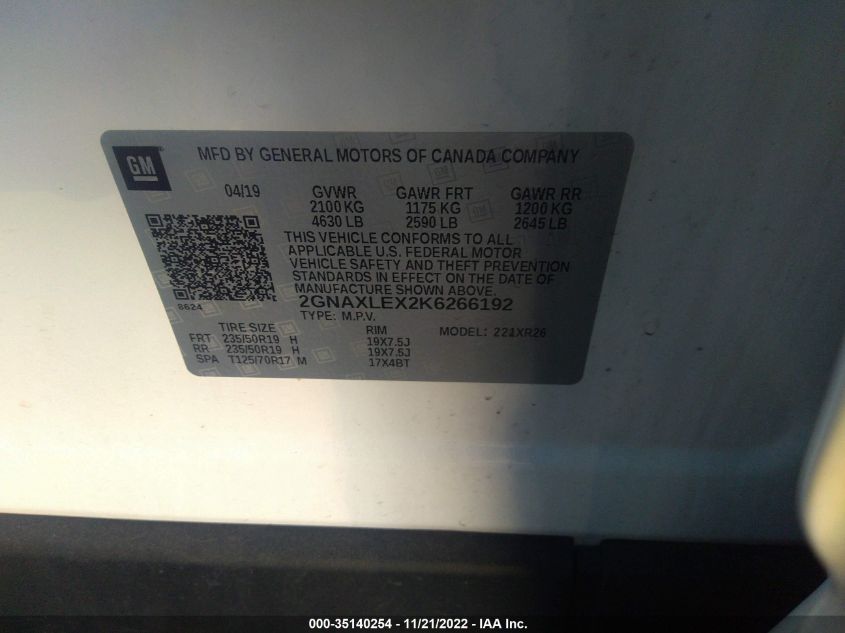 GM
MFD BY GENERAL MOTORS OF CANADA COMPANY
04/19 GVWR GAWR FRT GAWR RR
2100 KG 1175 KG 1200 KG
4630 LB 2590 LB 2645 LB
THIS VEHICLE CONFORMS TO ALL
APPLICABLE U.S. FEDERAL MOTOR
VEHICLE SAFETY AND THEFT PREVENTION
STANDARDS IN EFFECT ON THE DATE OF
MANUFACTURE SHOWN ABOVE.
8624 2GNAXLEX2K6266192
TYPE: M.P.V. MODEL: 221XR26
TIRE SIZE RIM
FRT 235/50R19 H 19X7.5J
RR 235/50R19 H 19X7.5J
SPA T125/70R17 M 17X4BT
000-35140254 - 11/21/2022 - IAA Inc.